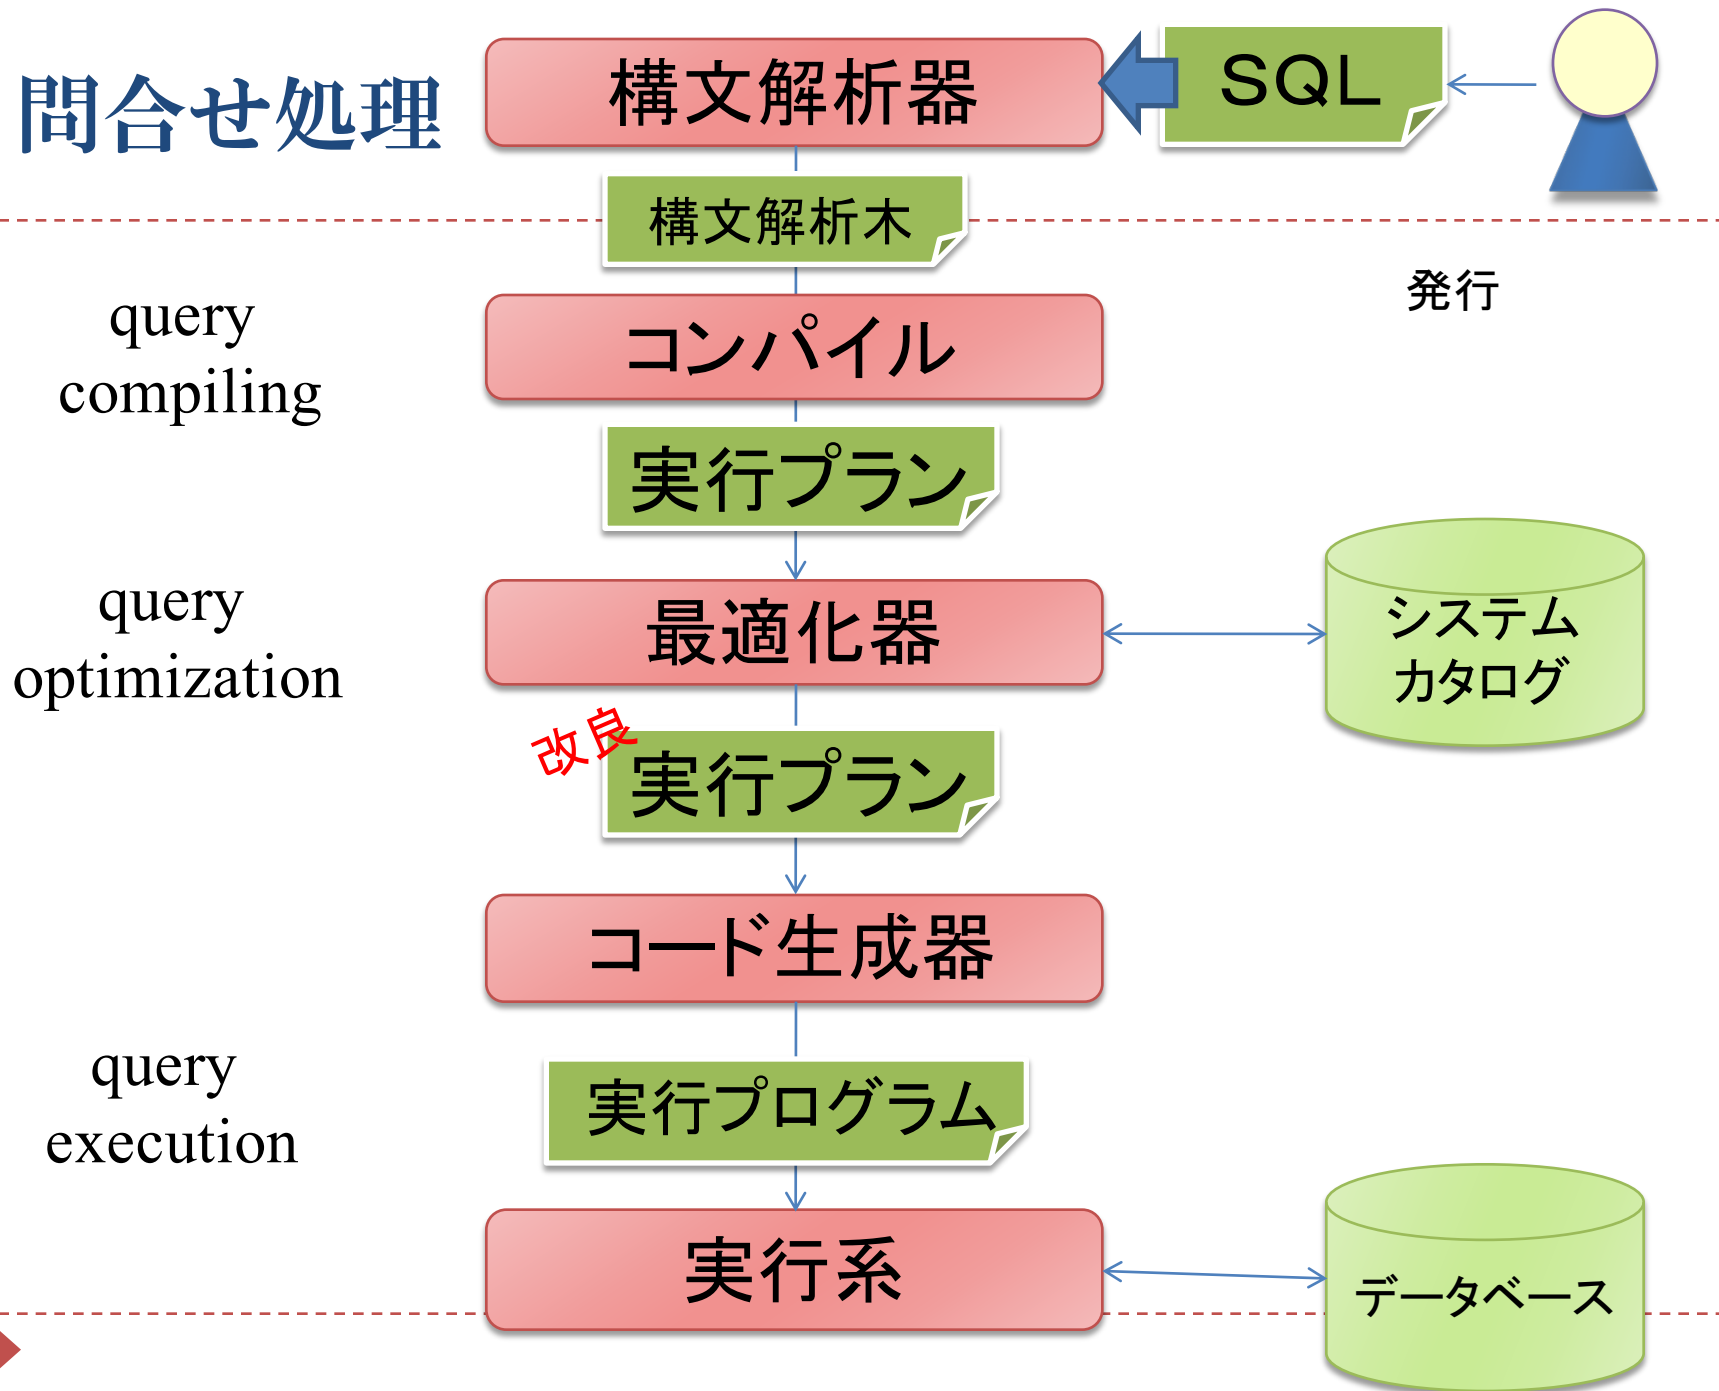 問合せ処理
構文解析器
SQL
構文解析木
発行
query
compiling
コンパイル
実行プラン
query
optimization
最適化器
システム
カタログ
改良
実行プラン
コード生成器
query
execution
実行プログラム
実行系
データベース